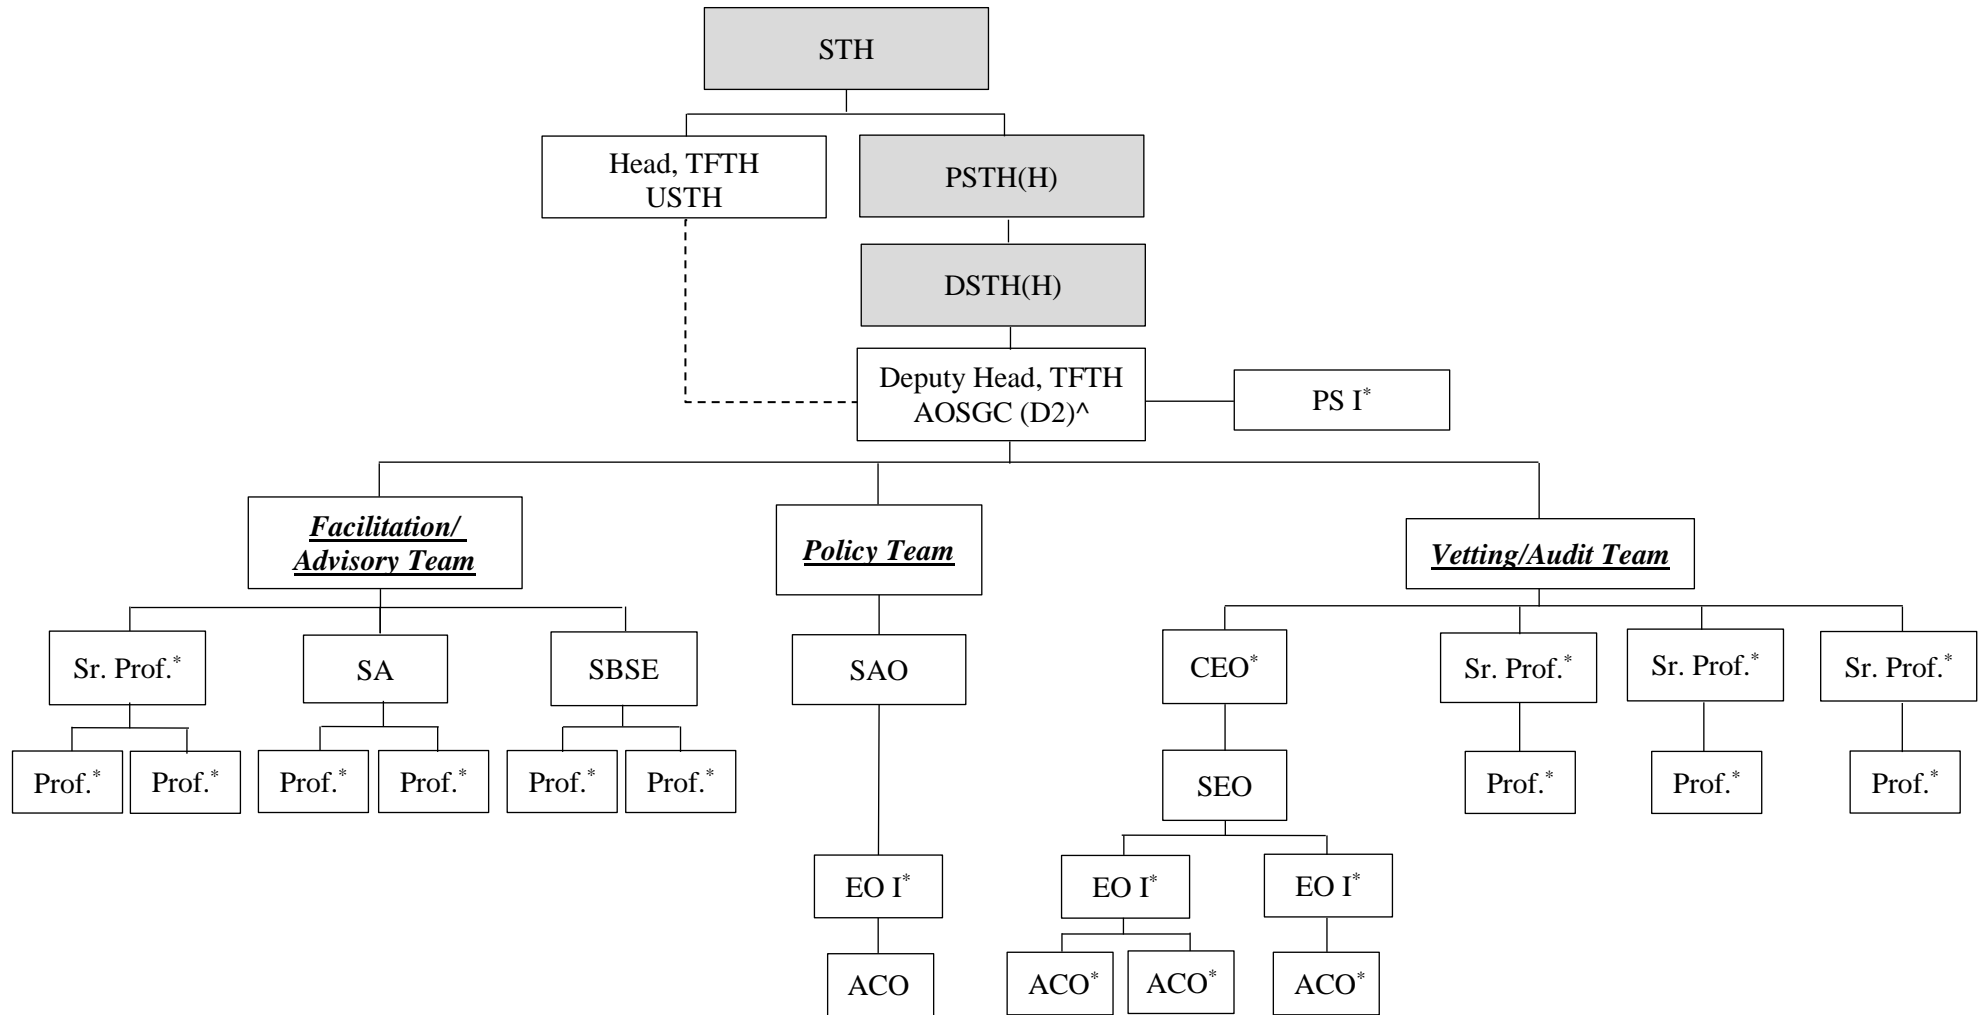 STH
Head, TFTH
USTH
PSTH(H)
DSTH(H)
Deputy Head, TFTH
AOSGC (D2)^
PS I*
Facilitation/
Advisory Team
Policy Team
Vetting/Audit Team
Sr. Prof.*
SA
SBSE
SAO
CEO*
Sr. Prof.*
Sr. Prof.*
Sr. Prof.*
Prof.*
Prof.*
Prof.*
Prof.*
Prof.*
Prof.*
SEO
Prof.*
Prof.*
Prof.*
EO I*
EO I*
EO I*
ACO
ACO*
ACO*
ACO*